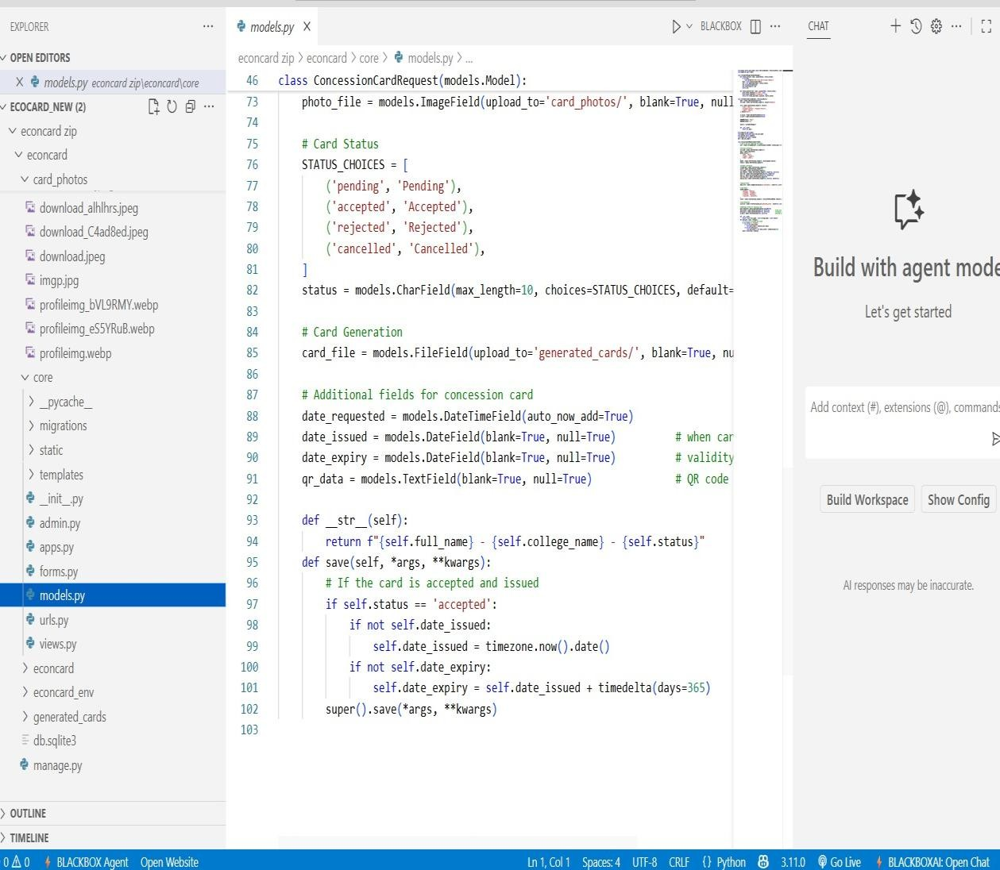 EXPLORER
OPEN EDITORS
models.py econcard zip\econcard\core
ECOCARD_NEW (2)
econcard zip
econcard
card_photos
download_alhlhrs.jpeg
download_C4ad8ed.jpeg
download.jpeg
imgp.jpg
profileimg_bVL9RMY.webp
profileimg_eS5YRuB.webp
profileimg.webp
core
__pycache__
migrations
static
templates
__init__.py
admin.py
apps.py
forms.py
models.py
urls.py
views.py
econcard
econcard_env
generated_cards
db.sqlite3
manage.py
OUTLINE
TIMELINE
models.py
BLACKBOX
econcard zip > econcard > core > models.py > ...
46 class ConcessionCardRequest(models.Model):
73 photo_file = models.ImageField(upload_to='card_photos/', blank=True, null
74
75 # Card Status
76 STATUS_CHOICES = [
77 ('pending', 'Pending'),
78 ('accepted', 'Accepted'),
79 ('rejected', 'Rejected'),
80 ('cancelled', 'Cancelled'),
81 ]
82 status = models.CharField(max_length=10, choices=STATUS_CHOICES, default=
83
84 # Card Generation
85 card_file = models.FileField(upload_to='generated_cards/', blank=True, nu
86
87 # Additional fields for concession card
88 date_requested = models.DateTimeField(auto_now_add=True)
89 date_issued = models.DateField(blank=True, null=True) # when car
90 date_expiry = models.DateField(blank=True, null=True) # validity
91 qr_data = models.TextField(blank=True, null=True) # QR code
92
93 def __str__(self):
94 return f"{self.full_name} - {self.college_name} - {self.status}"
95 def save(self, *args, **kwargs):
96 # If the card is accepted and issued
97 if self.status == 'accepted':
98 if not self.date_issued:
99 self.date_issued = timezone.now().date()
100 if not self.date_expiry:
101 self.date_expiry = self.date_issued + timedelta(days=365)
102 super().save(*args, **kwargs)
103
CHAT
Build with agent mode
Let's get started
Add context (#), extensions (@), commands
Build Workspace Show Config
AI responses may be inaccurate.
0 0 BLACKBOX Agent Open Website Ln 1, Col 1 Spaces: 4 UTF-8 CRLF {} Python 3.11.0 Go Live BLACKBOXAI: Open Chat